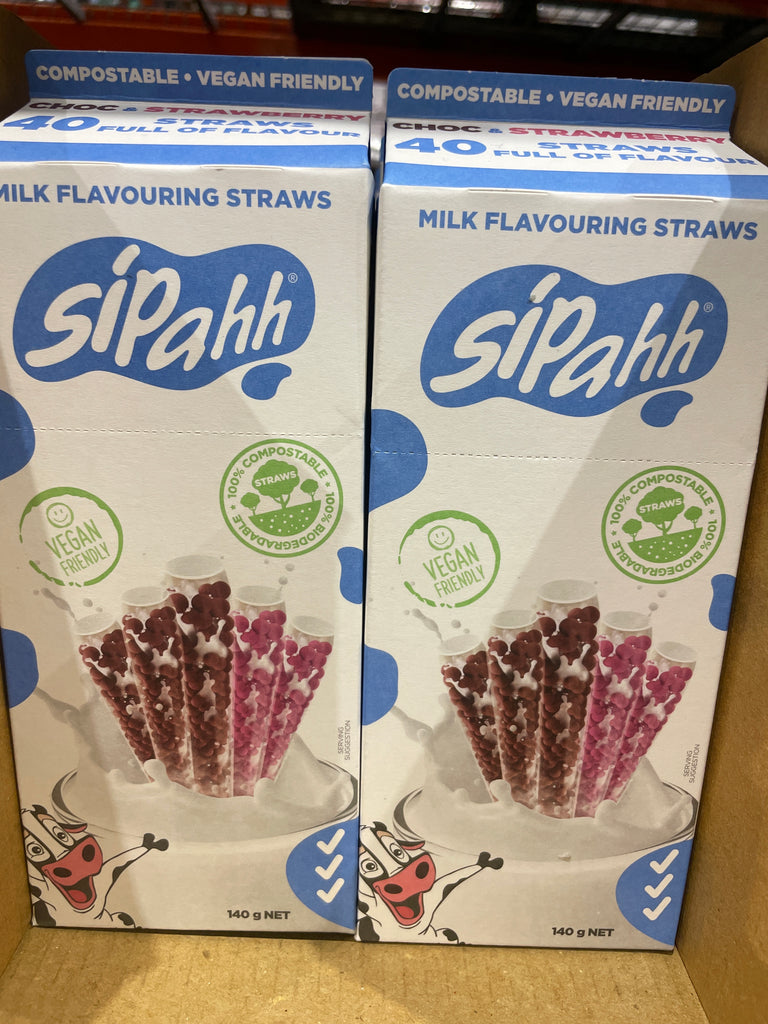 COMPOSTABLE • VEGAN FRIENDLY
CHOC & STRAWBERRY
40 STRAWS
FULL OF FLAVOUR
MILK FLAVOURING STRAWS
sipahh®
100% COMPOSTABLE ★ 100% BIODEGRADABLE ★
STRAWS
VEGAN
FRIENDLY
SERVING
SUGGESTION
140 g NET
COMPOSTABLE • VEGAN FRIENDLY
CHOC & STRAWBERRY
40 STRAWS
FULL OF FLAVOUR
MILK FLAVOURING STRAWS
sipahh®
100% COMPOSTABLE ★ 100% BIODEGRADABLE ★
STRAWS
VEGAN
FRIENDLY
SERVING
SUGGESTION
140 g NET